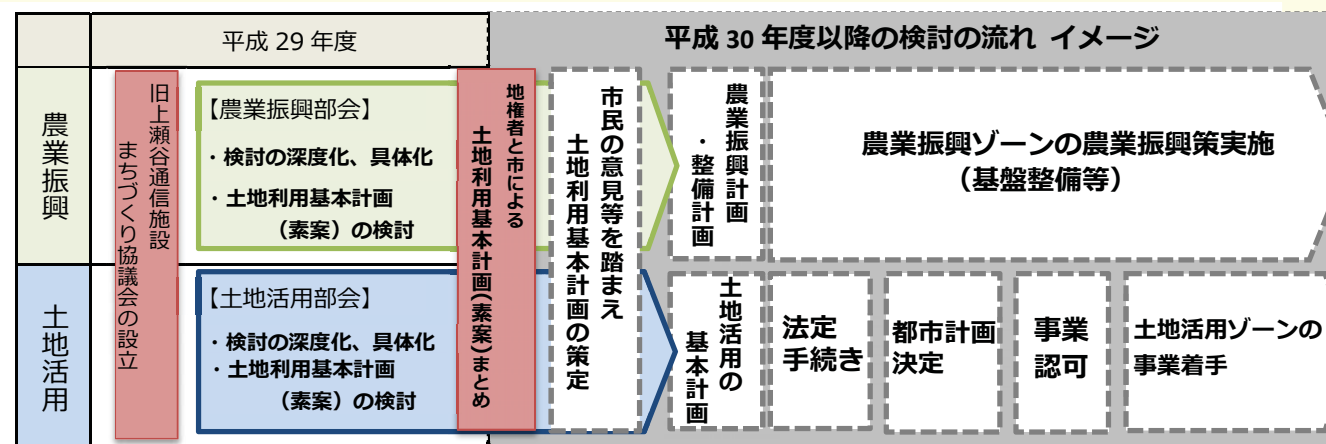 平成 29 年度
平成 30 年度以降の検討の流れ イメージ
農業振興
旧上瀬谷通信施設
まちづくり協議会の設立
【農業振興部会】
・検討の深度化、具体化
・土地利用基本計画
（素案）の検討
地権者と市による
土地利用基本計画(素案)まとめ
市民の意見等を踏まえ
土地利用基本計画の策定
農業振興計画
・整備計画
農業振興ゾーンの農業振興策実施
（基盤整備等）
土地活用
【土地活用部会】
・検討の深度化、具体化
・土地利用基本計画
（素案）の検討
土地活用の
基本計画
法定
手続き
都市計画
決定
事業
認可
土地活用ゾーンの
事業着手